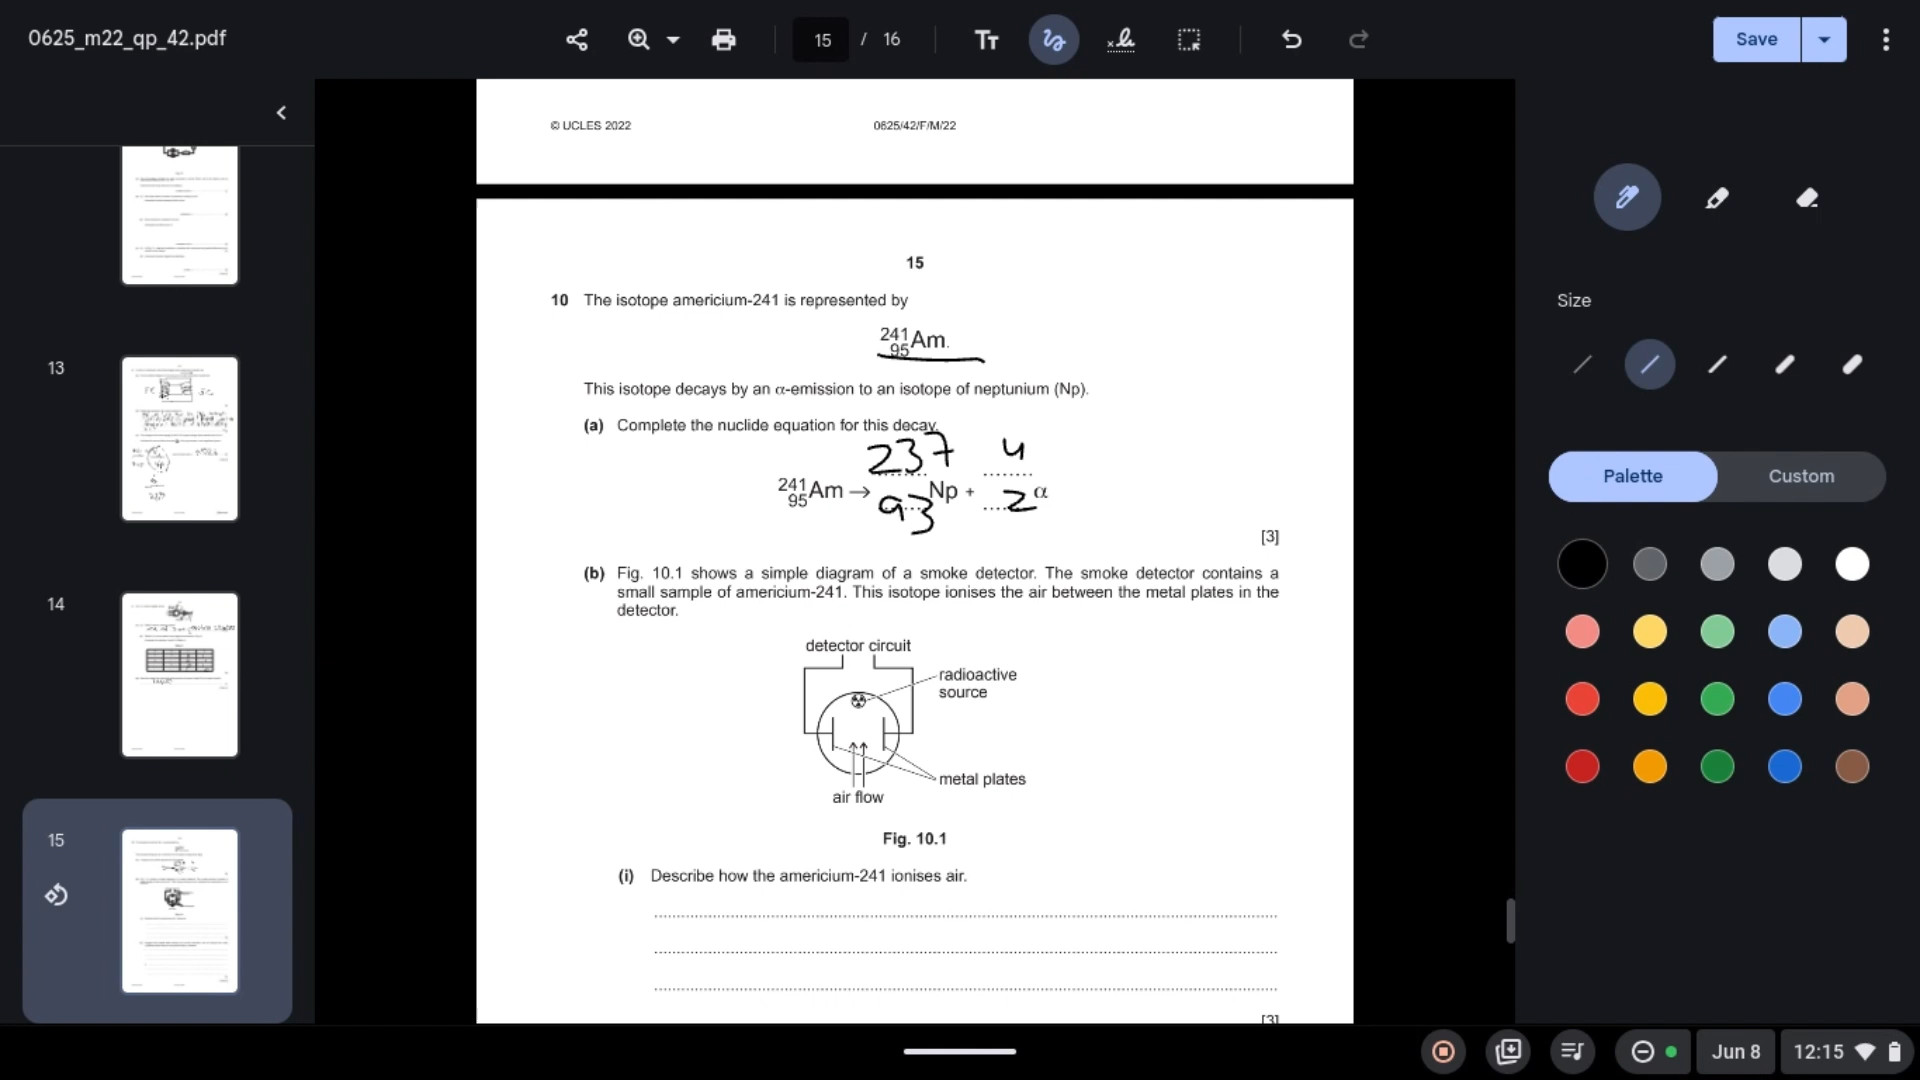 0625_m22_qp_42.pdf
15 / 16
Save
© UCLES 2022
0625/42/F/M/22
13
14
15
15
10 The isotope americium-241 is represented by
241
95 Am.
This isotope decays by an α-emission to an isotope of neptunium (Np).
(a) Complete the nuclide equation for this decay.
237 4
241
95 Am → Np + α
93 2
[3]
(b) Fig. 10.1 shows a simple diagram of a smoke detector. The smoke detector contains a
small sample of americium-241. This isotope ionises the air between the metal plates in the
detector.
detector circuit
radioactive
source
metal plates
air flow
Fig. 10.1
(i) Describe how the americium-241 ionises air.
[3]
Size
Palette
Custom
Jun 8
12:15